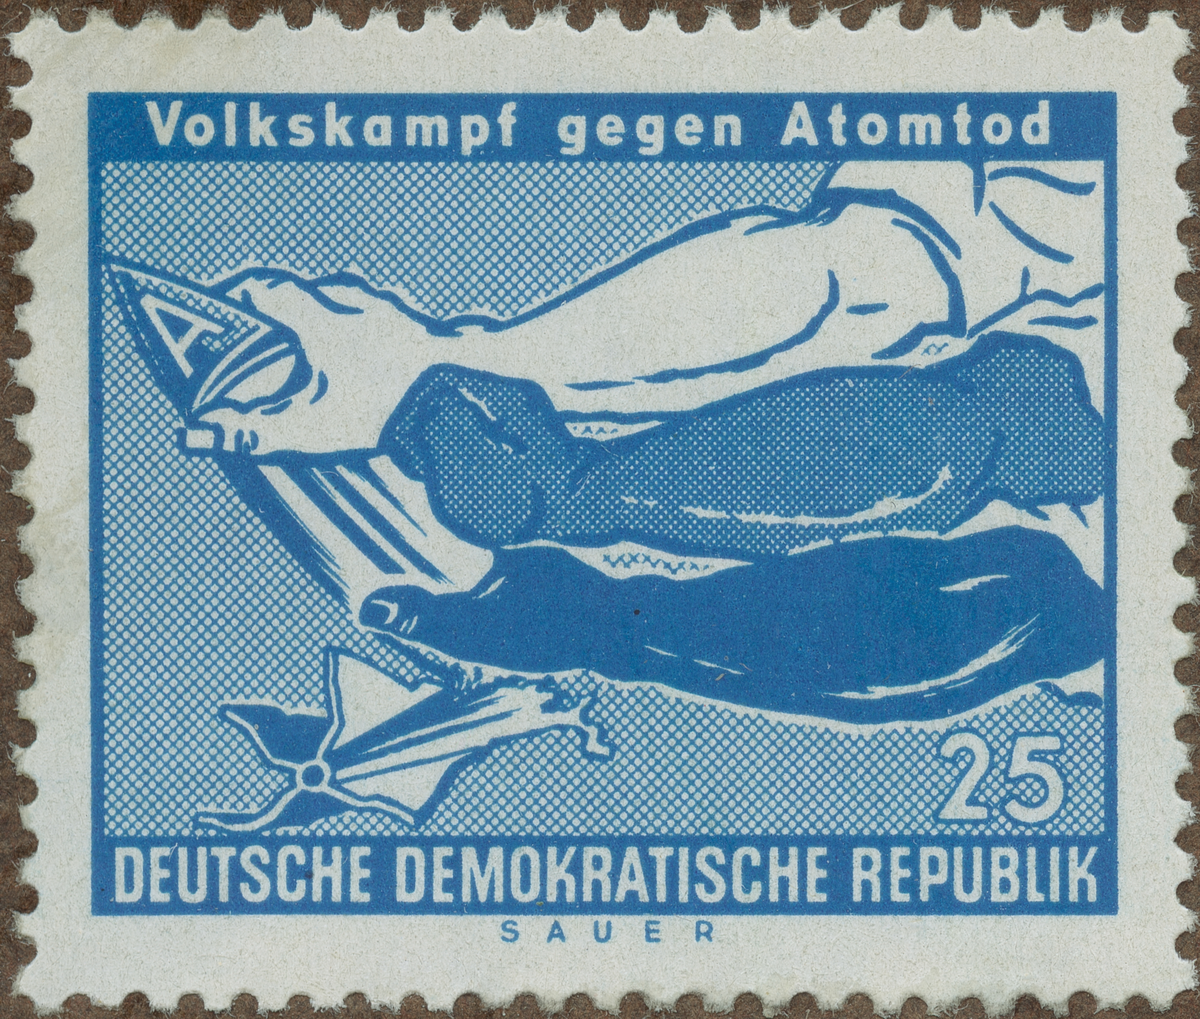 Volkskampf gegen Atomtod
A
25
DEUTSCHE DEMOKRATISCHE REPUBLIK
SAUER